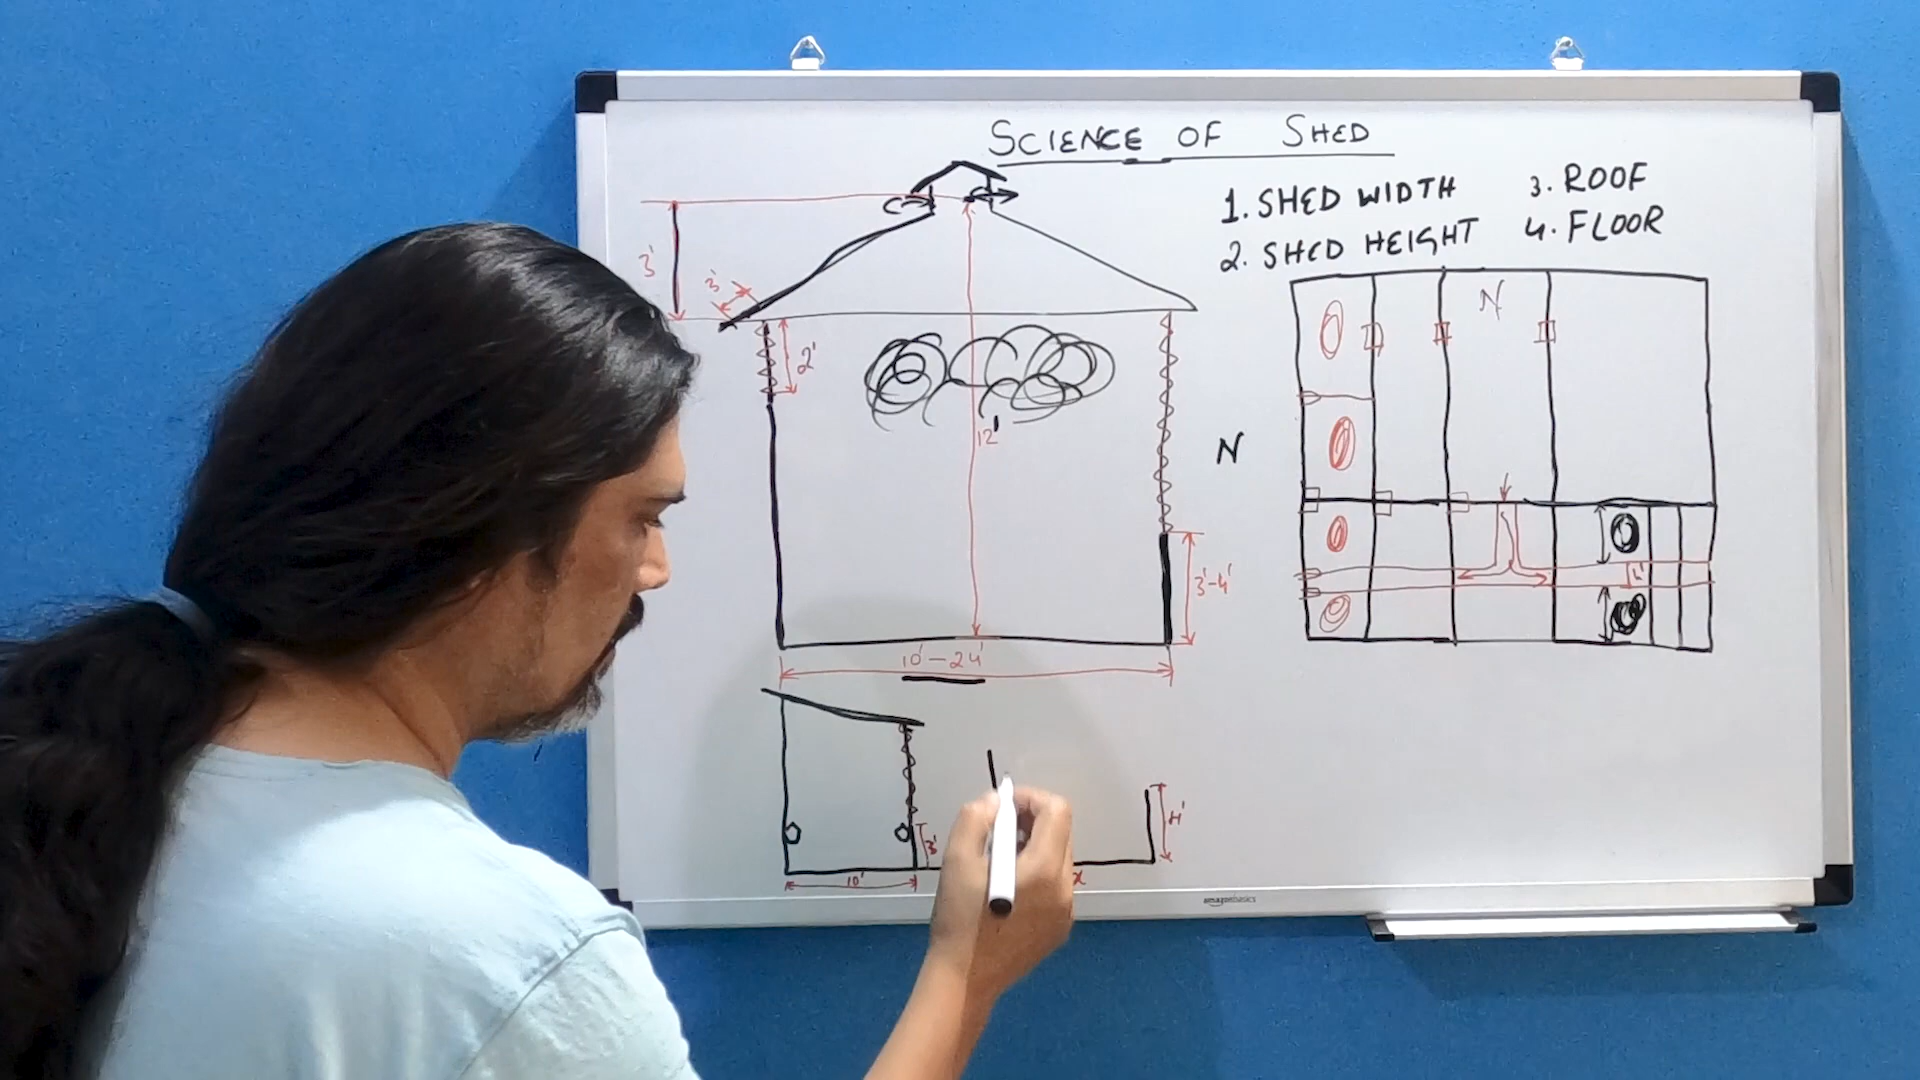 SCIENCE OF SHED
1. SHED WIDTH
3. ROOF
2. SHED HEIGHT
4. FLOOR
3'
3'
2'
12'
N
N
3'-4'
10'-24'
4'
3'
10'
x
amazonbasics